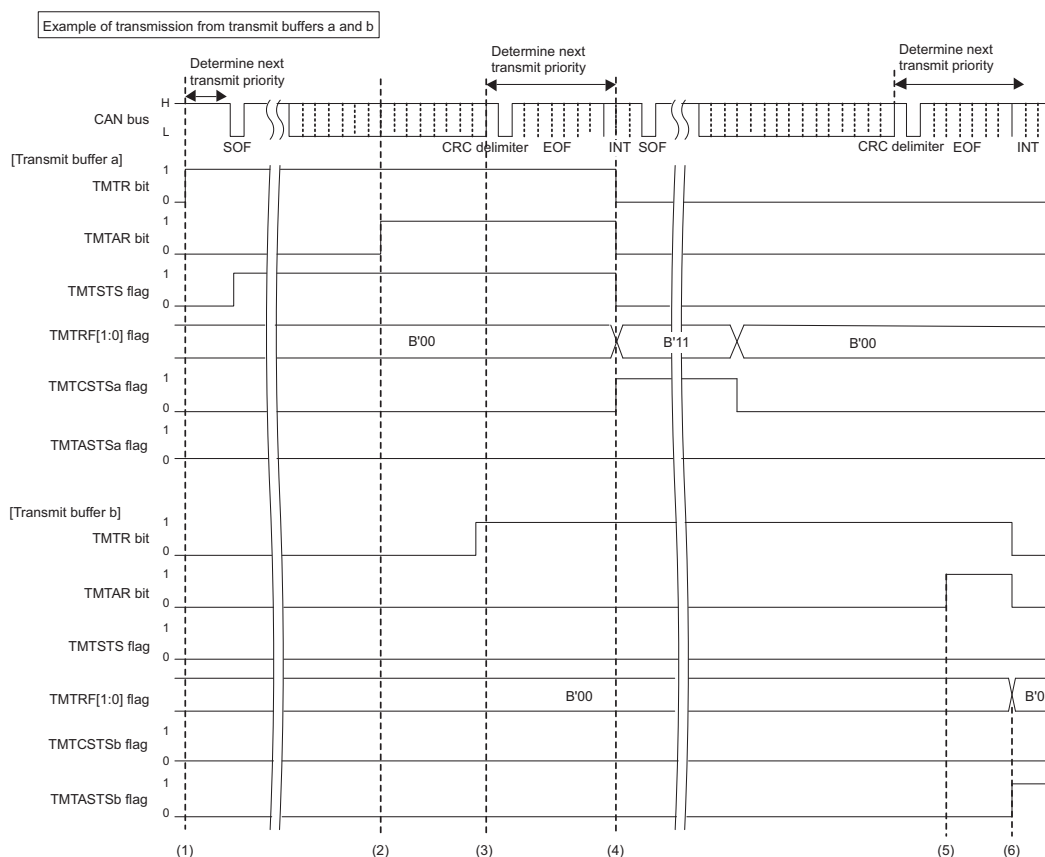 Example of transmission from transmit buffers a and b
Determine next
transmit priority
Determine next
transmit priority
Determine next
transmit priority
H
CAN bus
L
SOF
CRC delimiter
EOF
INT
SOF
CRC delimiter
EOF
INT
[Transmit buffer a]
1
TMTR bit
0
1
TMTAR bit
0
1
TMTSTS flag
0
TMTRF[1:0] flag
B'00
B'11
B'00
1
TMTCSTSa flag
0
1
TMTASTSa flag
0
[Transmit buffer b]
1
TMTR bit
0
1
TMTAR bit
0
1
TMTSTS flag
0
TMTRF[1:0] flag
B'00
B'0
1
TMTCSTSb flag
0
1
TMTASTSb flag
0
(1)
(2)
(3)
(4)
(5)
(6)